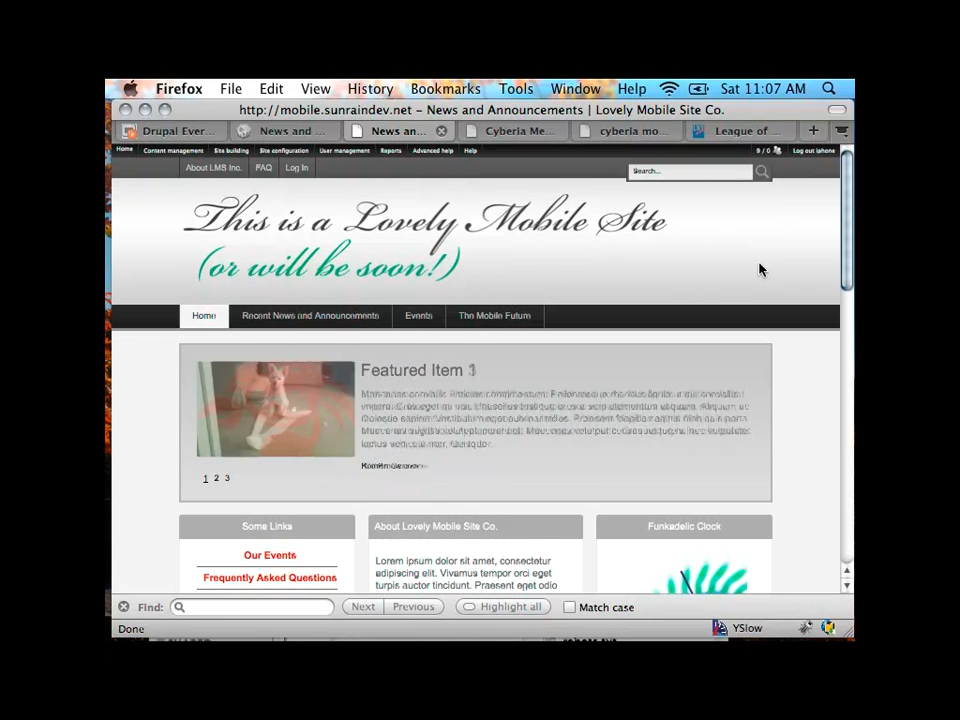 Firefox File Edit View History Bookmarks Tools Window Help Sat 11:07 AM
http://mobile.sunraindev.net – News and Announcements | Lovely Mobile Site Co.
Drupal Ever... News and ... News an... Cyberia Me... cyberia mo... League of ...
Home Content management Site building Site configuration User management Reports Advanced help Help 9 / 0 Log out iphone
About LMS Inc. FAQ Log In Search...
This is a Lovely Mobile Site
(or will be soon!)
Home Recent News and Announcements Events The Mobile Future
Featured Item
1 2 3
Some Links About Lovely Mobile Site Co. Funkadelic Clock
Our Events
Frequently Asked Questions
Lorem ipsum dolor sit amet, consectetur
adipiscing elit. Vivamus tempor orci eget
turpis auctor tincidunt. Praesent eget odio
Find: Next Previous Highlight all Match case
Done YSlow